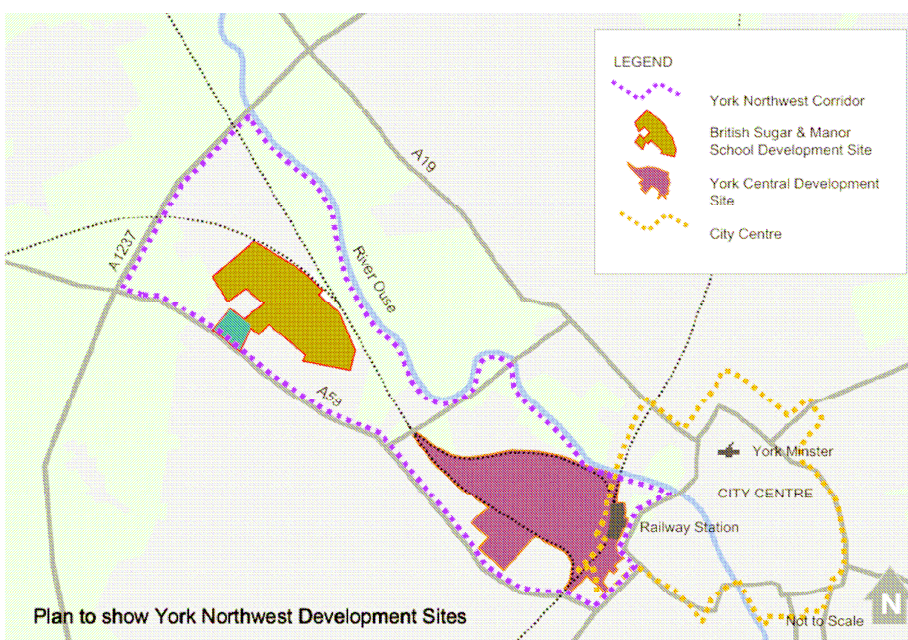 LEGEND
York Northwest Corridor
British Sugar & Manor
School Development Site
York Central Development
Site
City Centre
A19
A1237
River Ouse
A59
York Minster
CITY CENTRE
Railway Station
Plan to show York Northwest Development Sites
N
Not to Scale